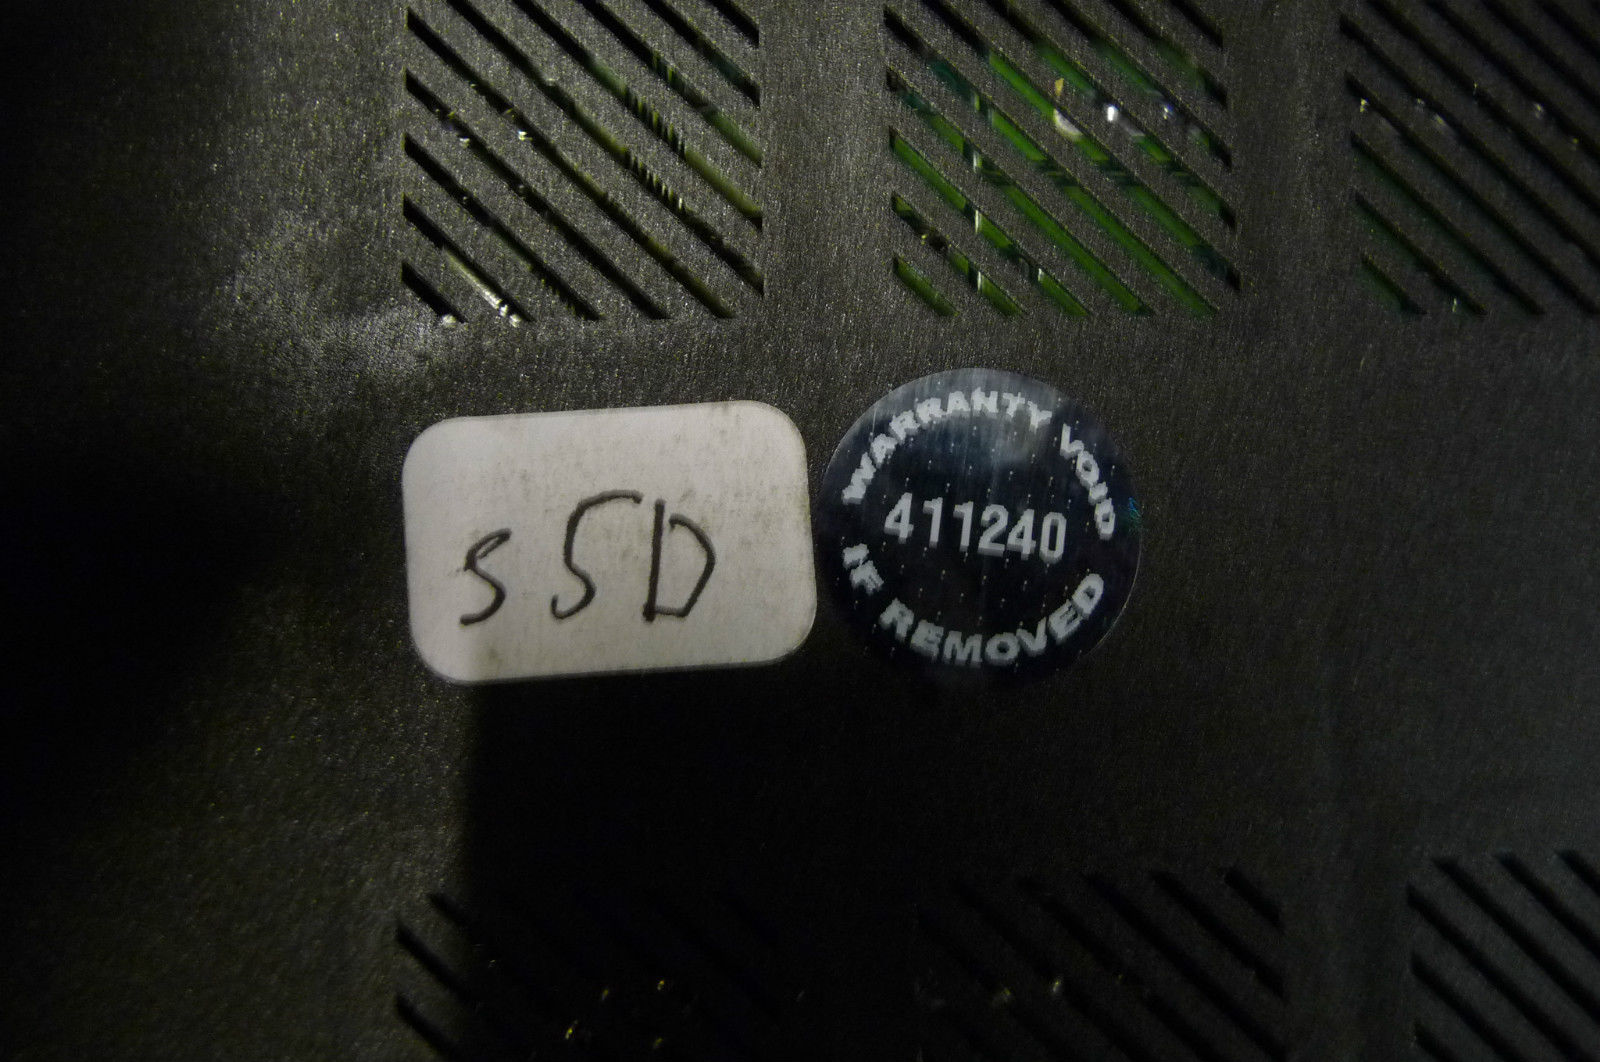 sSD
WARRANTY VOID
411240
IF REMOVED